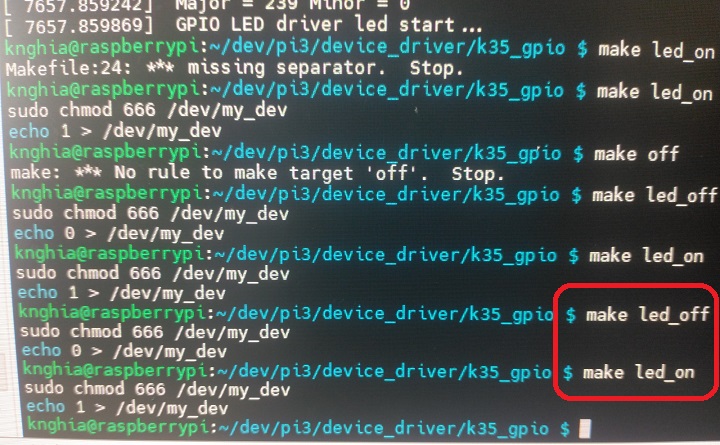 [ 7657.859242]  Major = 239 Minor = 0
[ 7657.859869]  GPIO LED driver led start...
knghia@raspberrypi:~/dev/pi3/device_driver/k35_gpio $ make led_on
Makefile:24: *** missing separator.  Stop.
knghia@raspberrypi:~/dev/pi3/device_driver/k35_gpio $ make led_on
sudo chmod 666 /dev/my_dev
echo 1 > /dev/my_dev
knghia@raspberrypi:~/dev/pi3/device_driver/k35_gpio $ make off
make: *** No rule to make target 'off'.  Stop.
knghia@raspberrypi:~/dev/pi3/device_driver/k35_gpio $ make led_off
sudo chmod 666 /dev/my_dev
echo 0 > /dev/my_dev
knghia@raspberrypi:~/dev/pi3/device_driver/k35_gpio $ make led_on
sudo chmod 666 /dev/my_dev
echo 1 > /dev/my_dev
knghia@raspberrypi:~/dev/pi3/device_driver/k35_gpio $ make led_off
sudo chmod 666 /dev/my_dev
echo 0 > /dev/my_dev
knghia@raspberrypi:~/dev/pi3/device_driver/k35_gpio $ make led_on
sudo chmod 666 /dev/my_dev
echo 1 > /dev/my_dev
knghia@raspberrypi:~/dev/pi3/device_driver/k35_gpio $